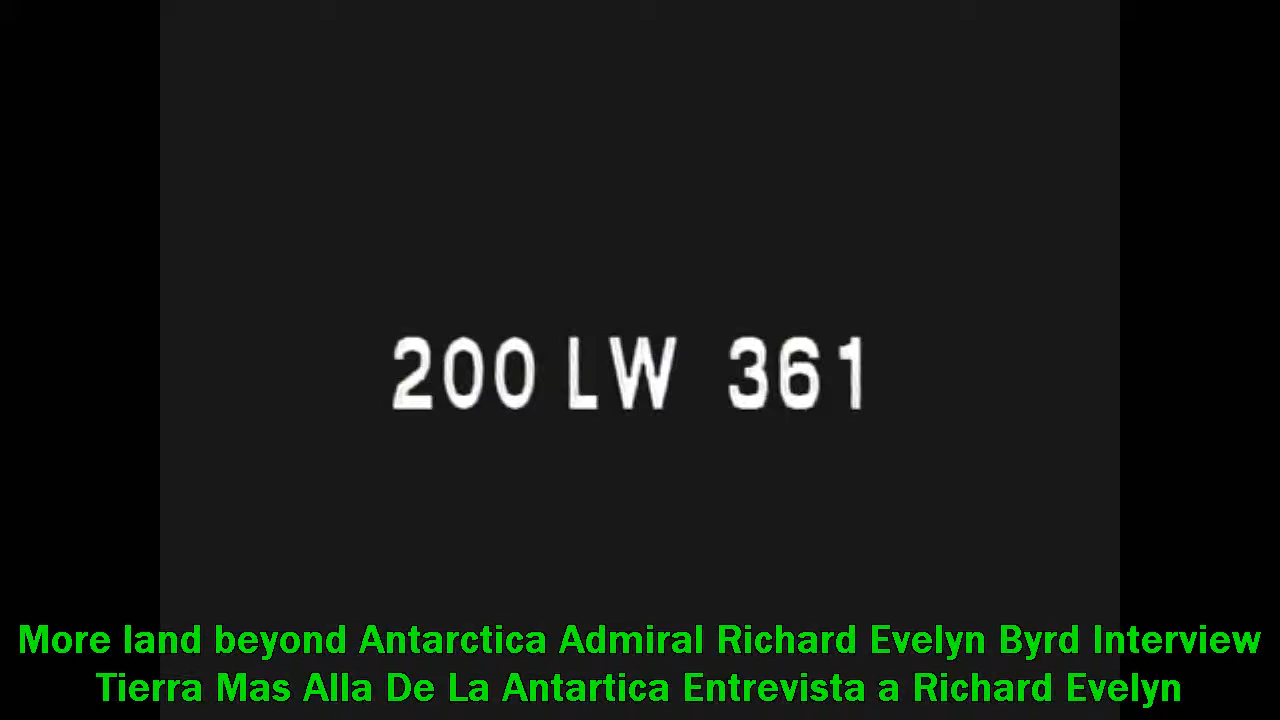 200 LW 361
More land beyond Antarctica Admiral Richard Evelyn Byrd Interview
Tierra Mas Alla De La Antartica Entrevista a Richard Evelyn